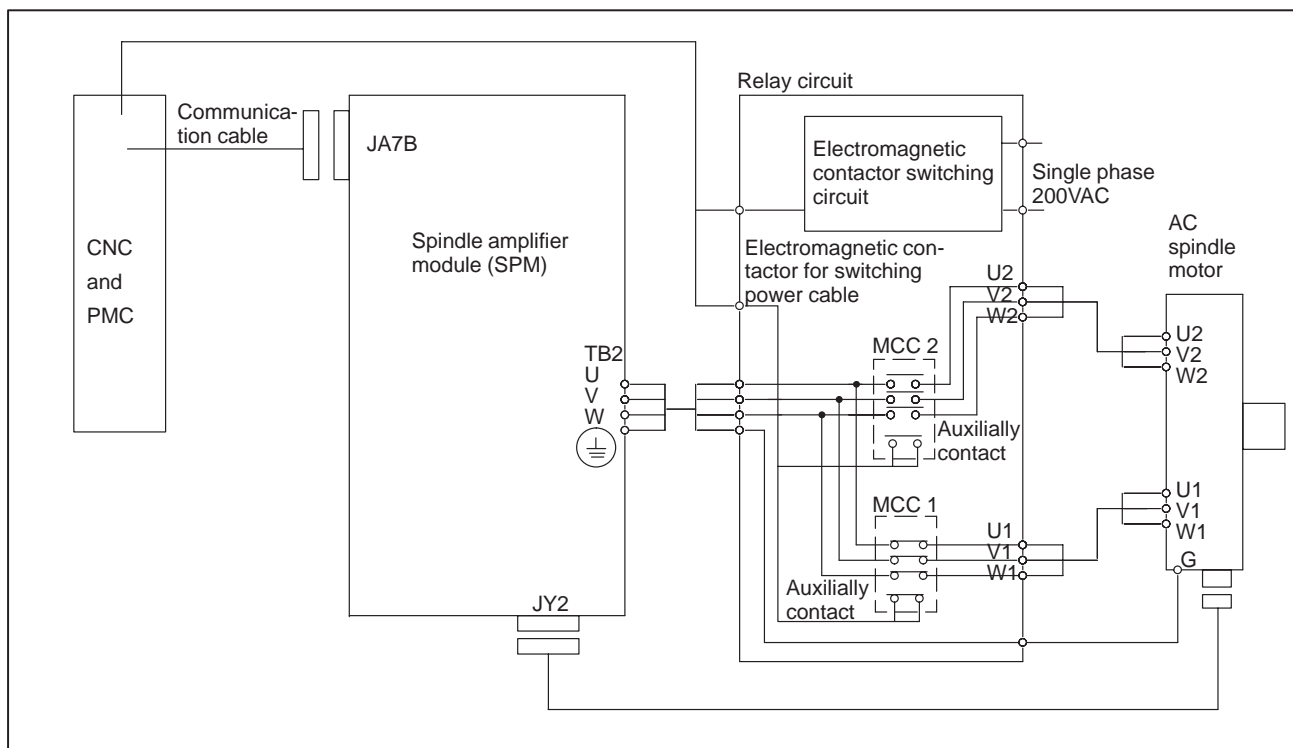 Relay circuit
Communica-
tion cable
JA7B
Electromagnetic
contactor switching
circuit
Single phase
200VAC
CNC
and
PMC
Spindle amplifier
module (SPM)
Electromagnetic con-
tactor for switching
power cable
AC
spindle
motor
U2
V2
W2
MCC 2
U2
V2
W2
TB2
U
V
W
Auxilially
contact
MCC 1
U1
V1
W1
U1
V1
W1
G
Auxilially
contact
JY2